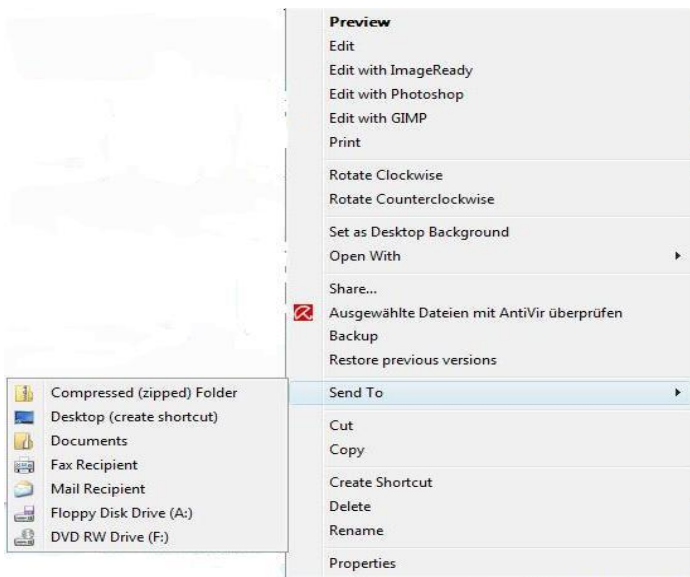 Preview
Edit
Edit with ImageReady
Edit with Photoshop
Edit with GIMP
Print
Rotate Clockwise
Rotate Counterclockwise
Set as Desktop Background
Open With
Share...
Ausgewählte Dateien mit AntiVir überprüfen
Backup
Restore previous versions
Send To
Cut
Copy
Create Shortcut
Delete
Rename
Properties
Compressed (zipped) Folder
Desktop (create shortcut)
Documents
Fax Recipient
Mail Recipient
Floppy Disk Drive (A:)
DVD RW Drive (F:)